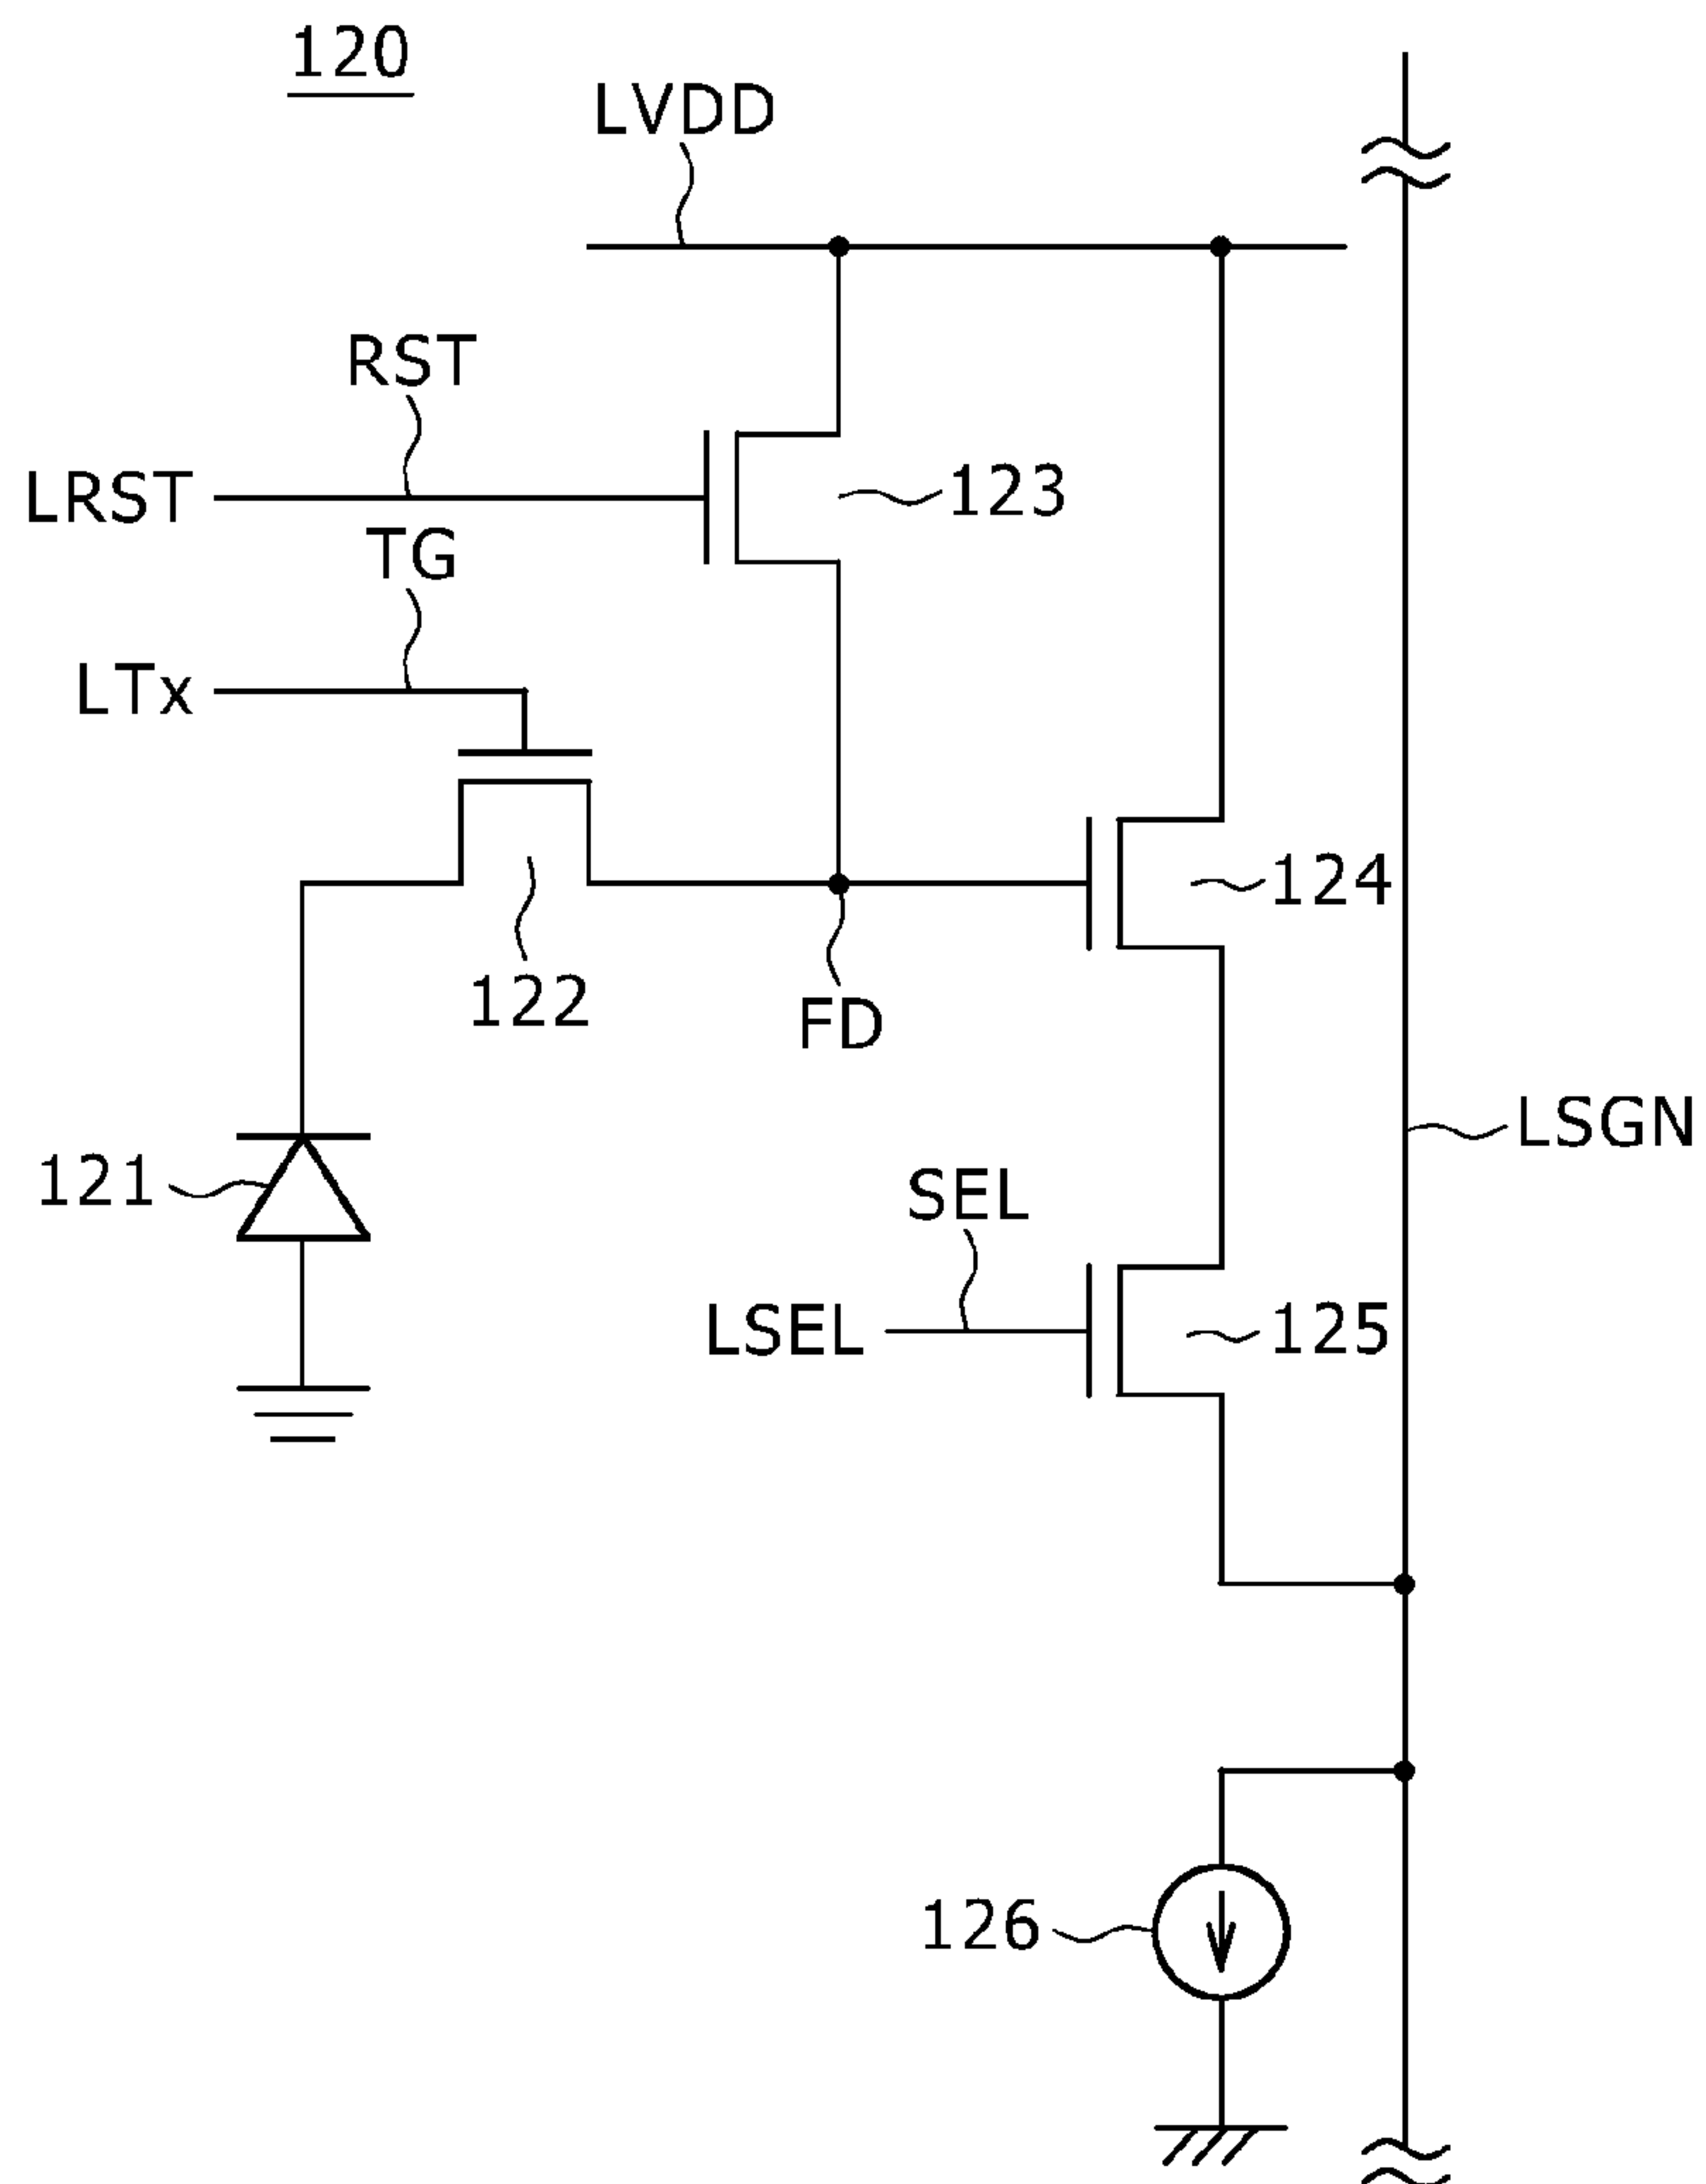 120
LVDD
RST
LRST
123
TG
LTx
124
122
FD
LSGN
121
SEL
LSEL
125
126